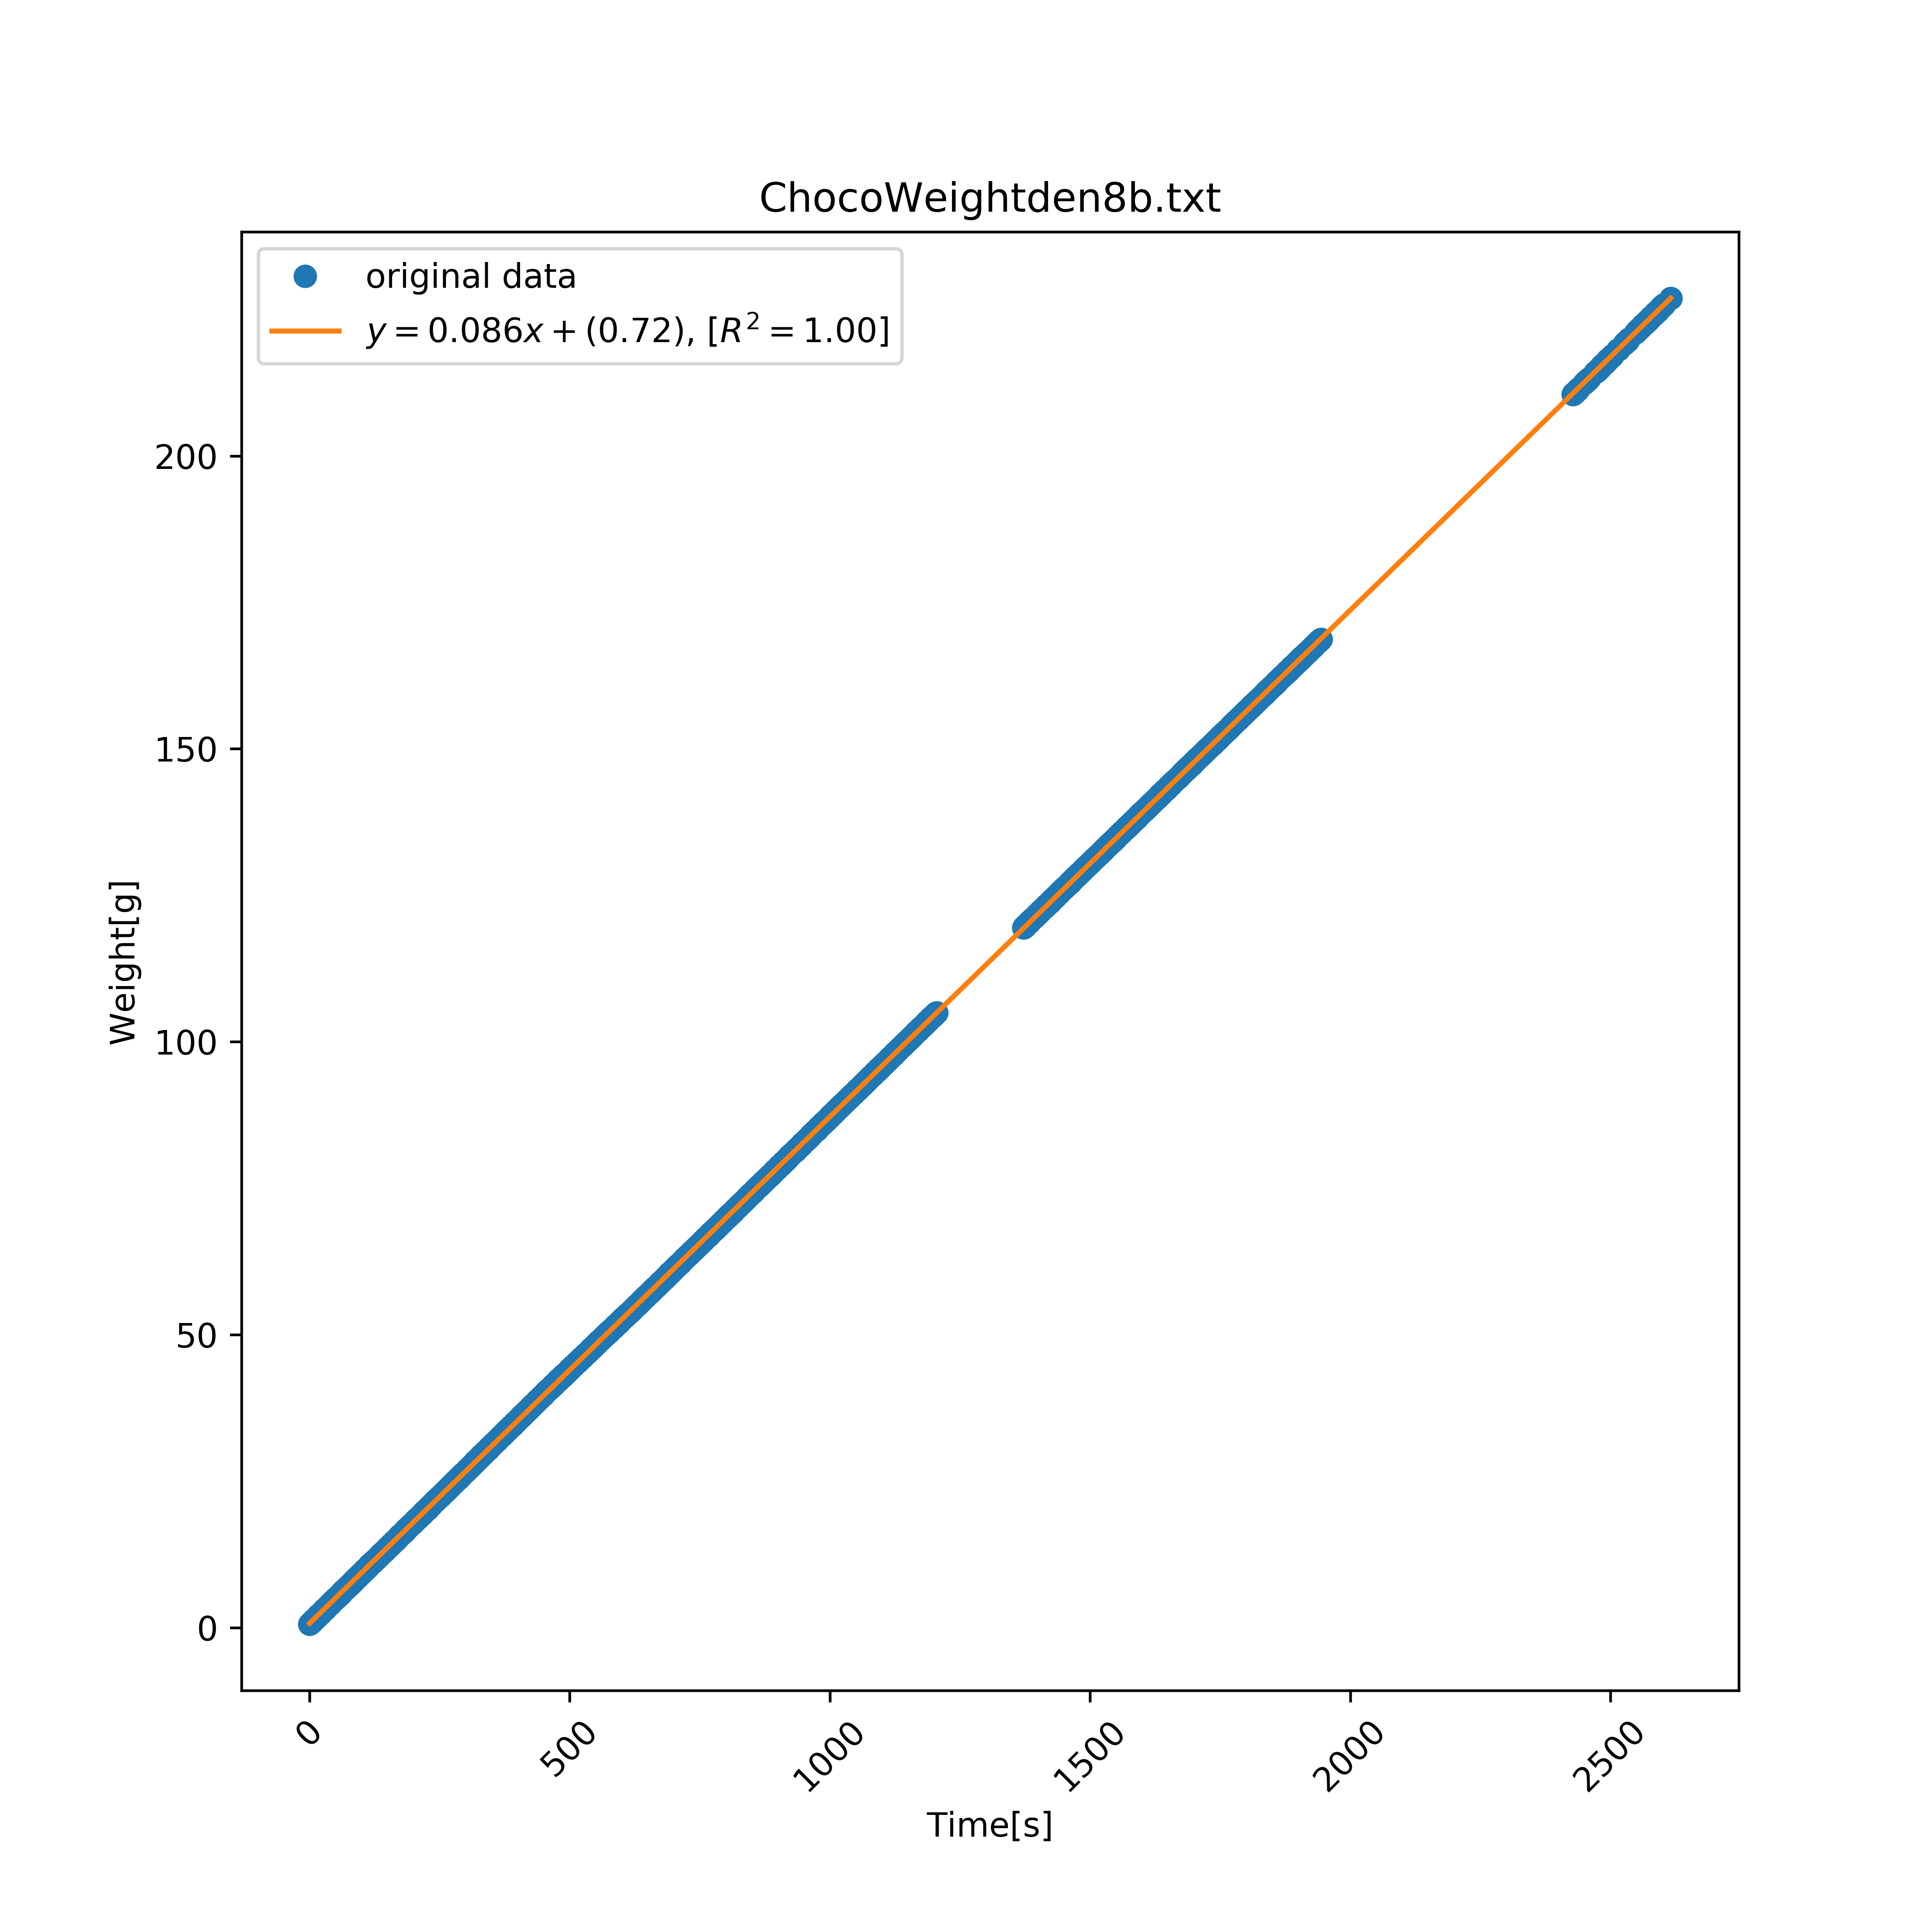 ChocoWeightden8b.txt
original data
y = 0.086x + (0.72), [R² = 1.00]
200
150
100
50
0
Weight[g]
0 500 1000 1500 2000 2500
Time[s]